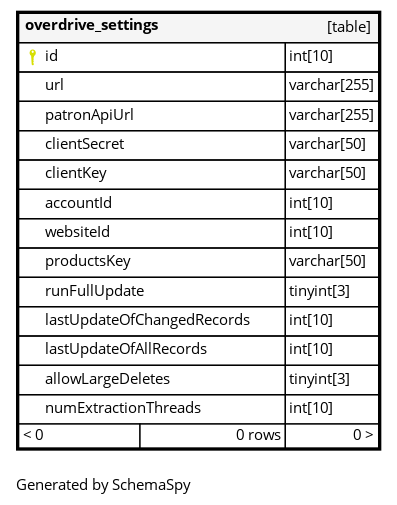 overdrive_settings [table]
id int[10]
url varchar[255]
patronApiUrl varchar[255]
clientSecret varchar[50]
clientKey varchar[50]
accountId int[10]
websiteId int[10]
productsKey varchar[50]
runFullUpdate tinyint[3]
lastUpdateOfChangedRecords int[10]
lastUpdateOfAllRecords int[10]
allowLargeDeletes tinyint[3]
numExtractionThreads int[10]
< 0 0 rows 0 >
Generated by SchemaSpy